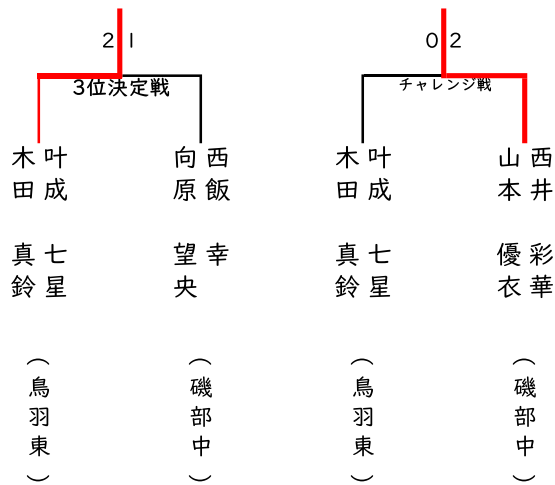 2 1
3位決定戦
叶成 七星
木田 真鈴
(鳥羽東)
西飯 幸
向原 望央
(磯部中)
0 2
チャレンジ戦
叶成 七星
木田 真鈴
(鳥羽東)
西井 彩華
山本 優衣
(磯部中)